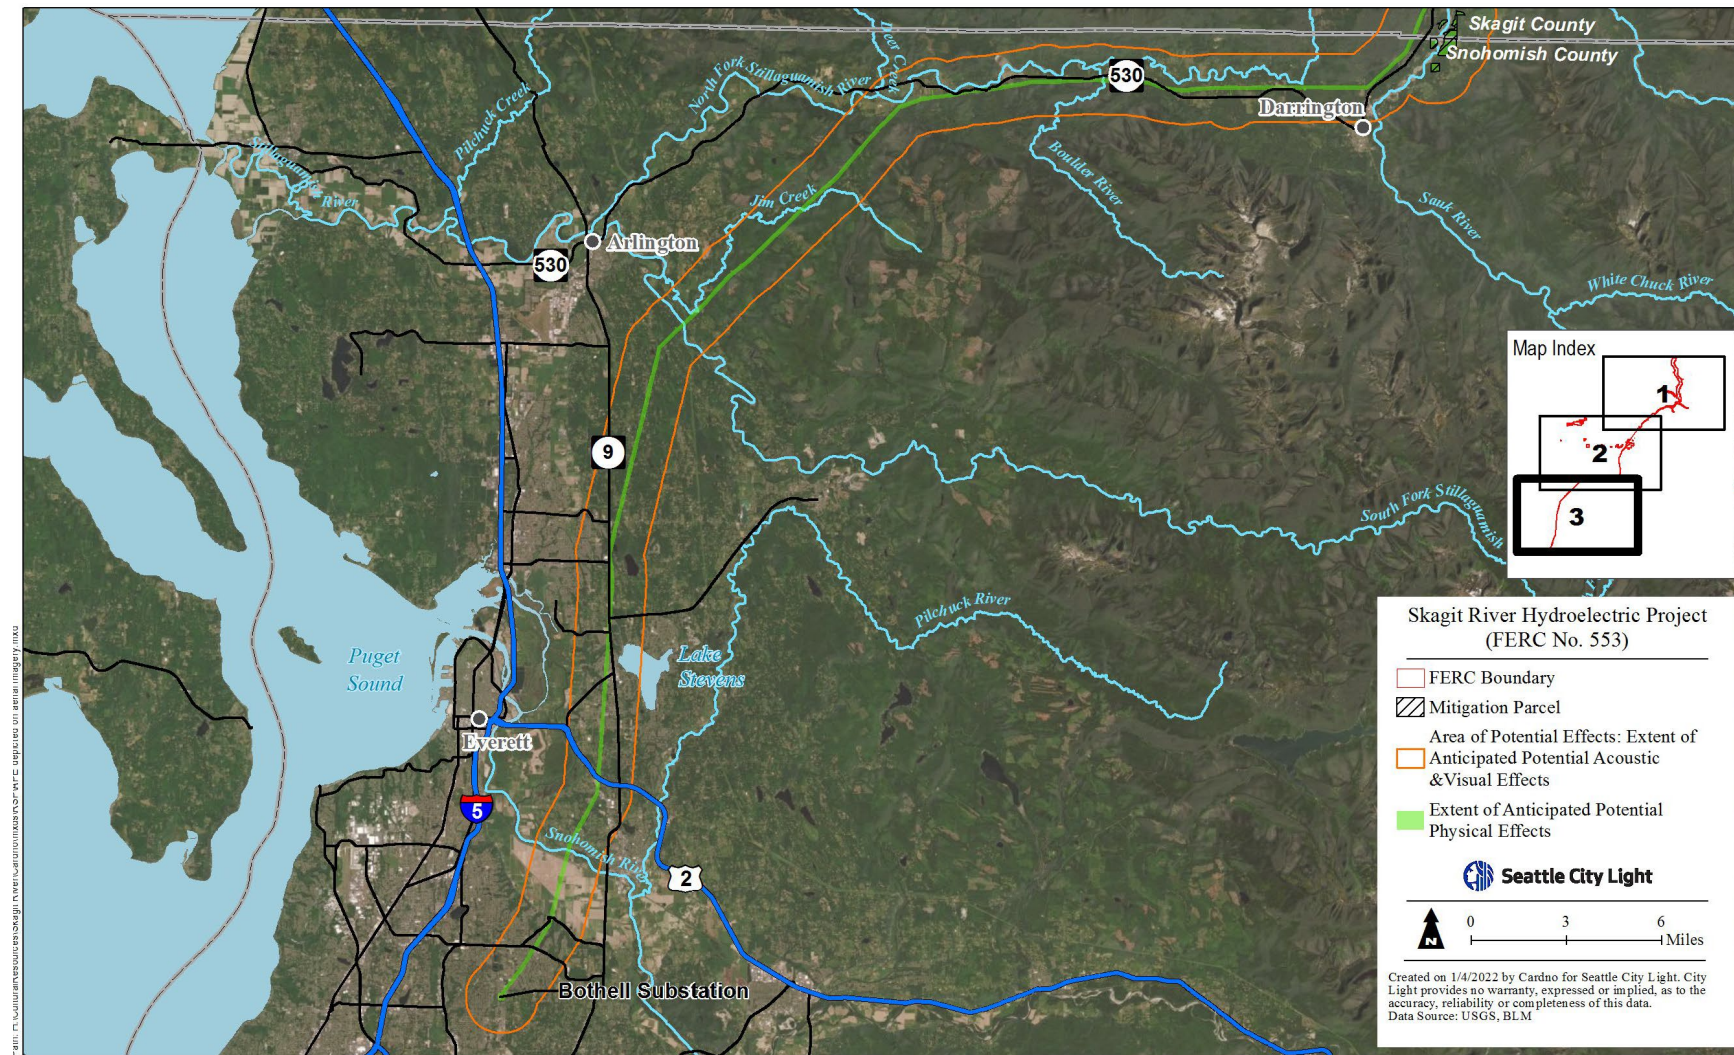 Skagit County
Snohomish County
Deer Creek
North Fork Stillaguamish River
530
Darrington
Pilchuck Creek
Stillaguamish
River
Boulder River
Jim Creek
Arlington
530
Sauk River
White Chuck River
Map Index
1
2
3
9
South Fork Stillaguamish
Pilchuck River
Puget
Sound
Lake
Stevens
Everett
5
Snohomish River
2
Bothell Substation
Skagit River Hydroelectric Project
(FERC No. 553)
FERC Boundary
Mitigation Parcel
Area of Potential Effects: Extent of
Anticipated Potential Acoustic
&Visual Effects
Extent of Anticipated Potential
Physical Effects
Seattle City Light
N
0 3 6
Miles
Created on 1/4/2022 by Cardno for Seattle City Light. City
Light provides no warranty, expressed or implied, as to the
accuracy, reliability or completeness of this data.
Data Source: USGS, BLM